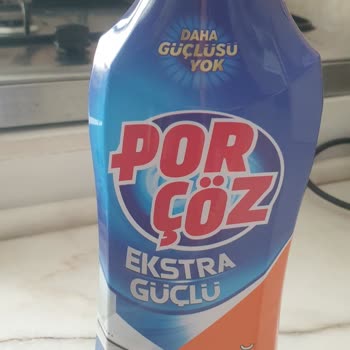 DAHA
GÜÇLÜSÜ
YOK
POR
ÇÖZ
EKSTRA
GÜÇLÜ